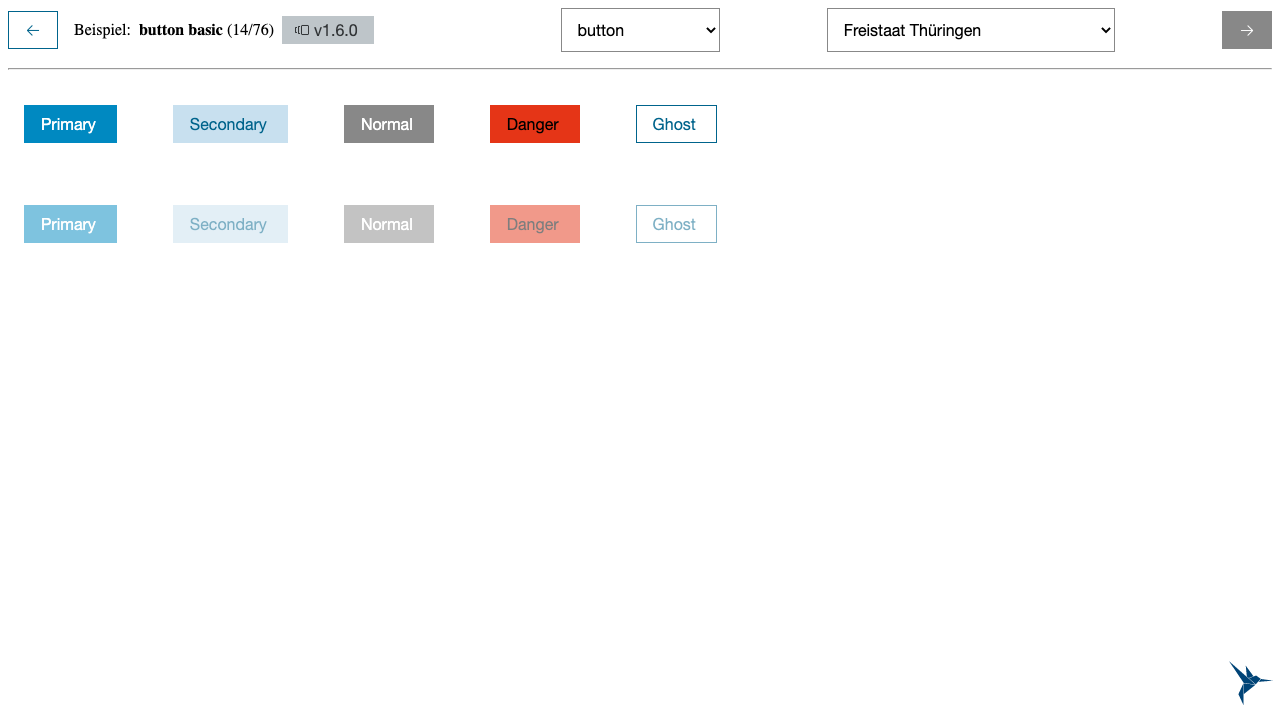 ← Beispiel: button basic (14/76) v1.6.0 button Freistaat Thüringen →
Primary Secondary Normal Danger Ghost
Primary Secondary Normal Danger Ghost